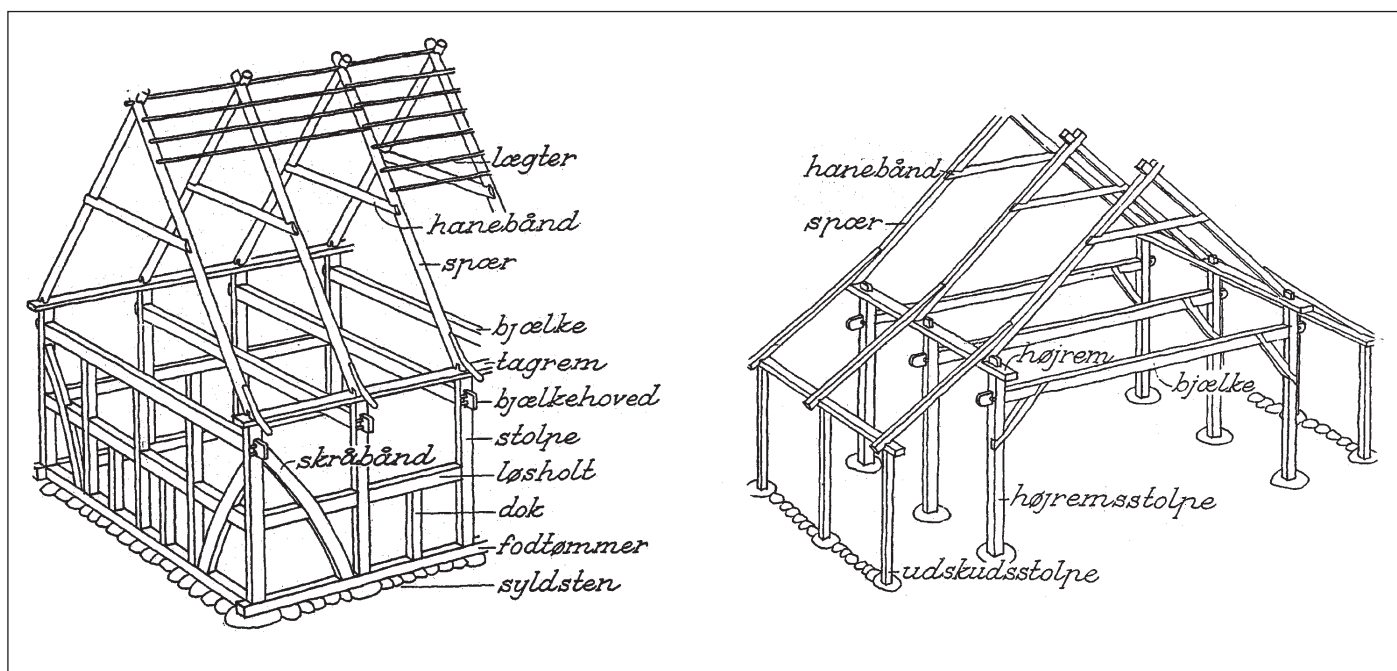 lægter
hanebånd
spær
bjælke
tagrem
bjælkehoved
stolpe
skråbånd
løsholt
dok
fodtømmer
syldsten
hanebånd
spær
højrem
bjælke
højremsstolpe
udskudsstolpe